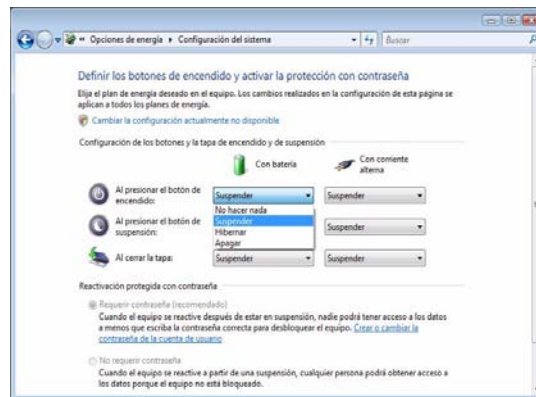 Opciones de energía
Configuración del sistema
Buscar
Definir los botones de encendido y activar la protección con contraseña
Elija el plan de energía deseado en el equipo. Los cambios realizados en la configuración de esta página se
aplican a todos los planes de energía.
Cambiar la configuración actualmente no disponible
Configuración de los botones y la tapa de encendido y de suspensión
Con batería
Con corriente
alterna
Al presionar el botón de
encendido:
Suspender
Suspender
No hacer nada
Suspender
Hibernar
Apagar
Al presionar el botón de
suspensión:
Suspender
Al cerrar la tapa:
Suspender
Suspender
Reactivación protegida con contraseña
Requerir contraseña (recomendado)
Cuando el equipo se reactive después de estar en suspensión, nadie podrá tener acceso a los datos
a menos que escriba la contraseña correcta para desbloquear el equipo. Crear o cambiar la
contraseña de la cuenta de usuario
No requerir contraseña
Cuando el equipo se reactive a partir de una suspensión, cualquier persona podrá obtener acceso a
los datos porque el equipo no está bloqueado.